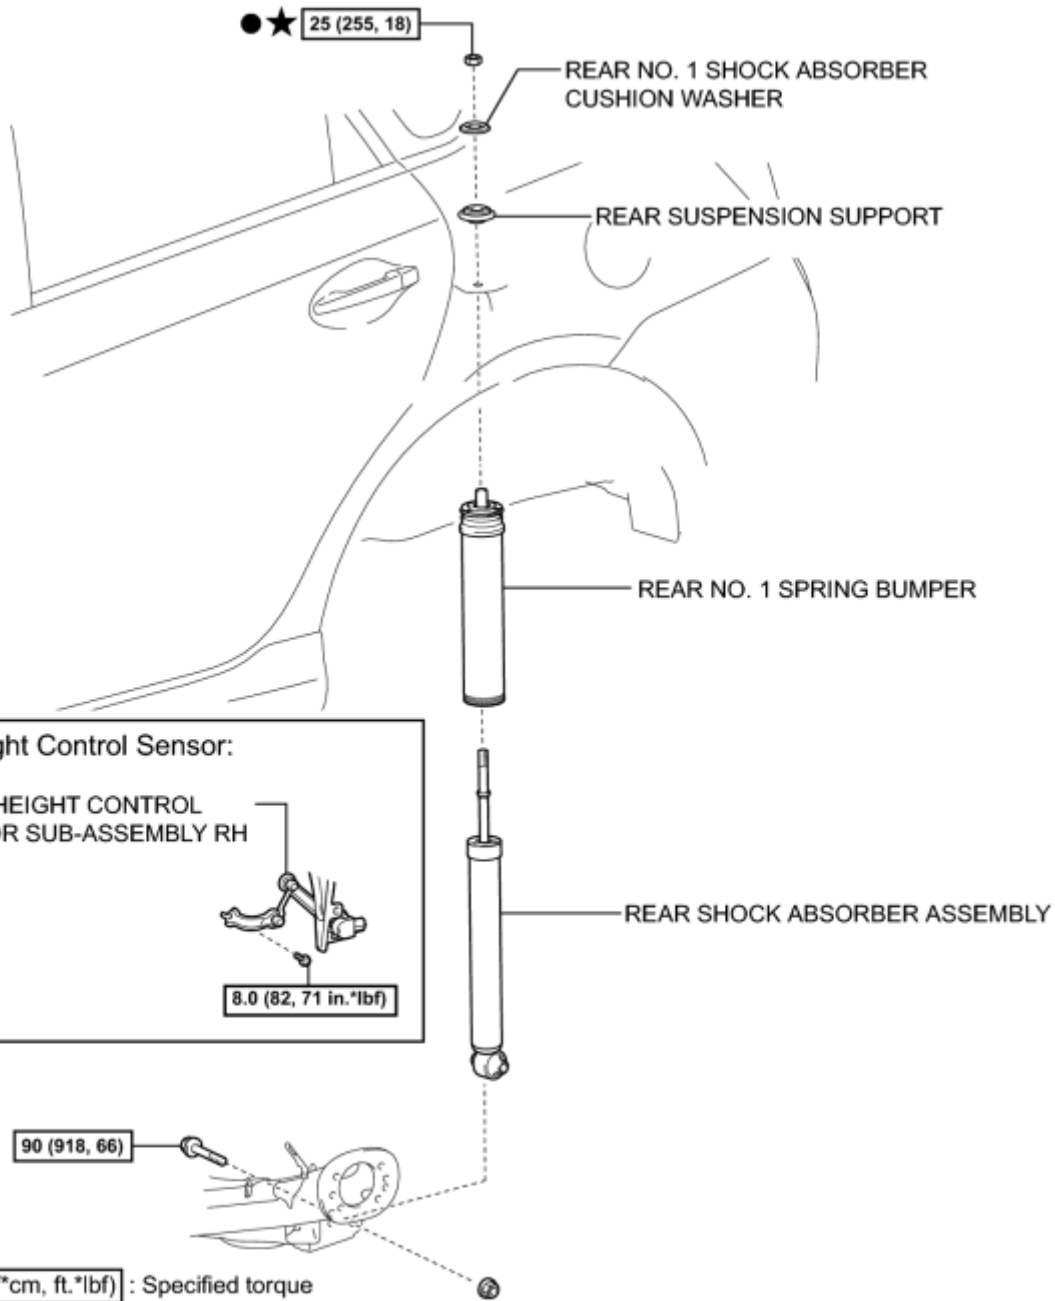 25 (255, 18)
REAR NO. 1 SHOCK ABSORBER
CUSHION WASHER
REAR SUSPENSION SUPPORT
REAR NO. 1 SPRING BUMPER
ght Control Sensor:
HEIGHT CONTROL
OR SUB-ASSEMBLY RH
8.0 (82, 71 in.*lbf)
REAR SHOCK ABSORBER ASSEMBLY
90 (918, 66)
*cm, ft.*lbf) : Specified torque